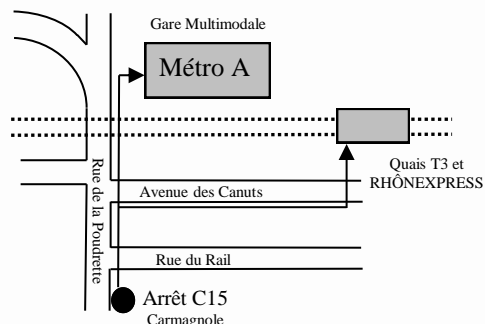 Gare Multimodale
Métro A
Quais T3 et
RHÔNEXPRESS
Rue de la Poudrette
Avenue des Canuts
Rue du Rail
Arrêt C15
Carmagnole